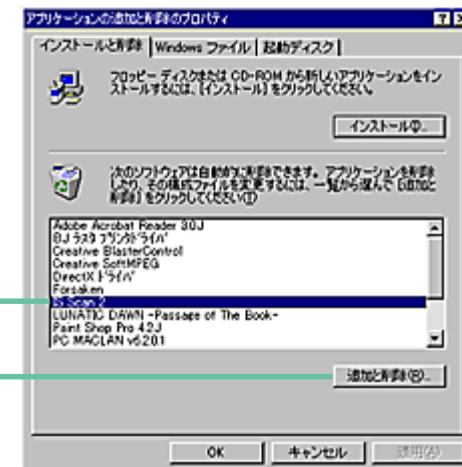 アプリケーションの追加と削除のプロパティ
インストールと削除 Windows ファイル 起動ディスク
フロッピー ディスクまたは CD-ROM から新しいアプリケーションをイン
ストールするには、[インストール] をクリックしてください。
インストール(I)...
次のソフトウェアは自動的に削除できます。アプリケーションを削除
したり、その構成ファイルを変更するには、一覧から選んで [追加と
削除] をクリックしてください(I)
Adobe Acrobat Reader 3.0J
BJ ラスタ プリンタドライバ
Creative BlasterControl
Creative SoftMPEG
DirectX ドライバ
Forsaken
IS Scan 2
LUNATIC DAWN -Passage of The Book-
Paint Shop Pro 4.2J
PC MACLAN v6.20.1
追加と削除(R)...
OK キャンセル 適用(A)